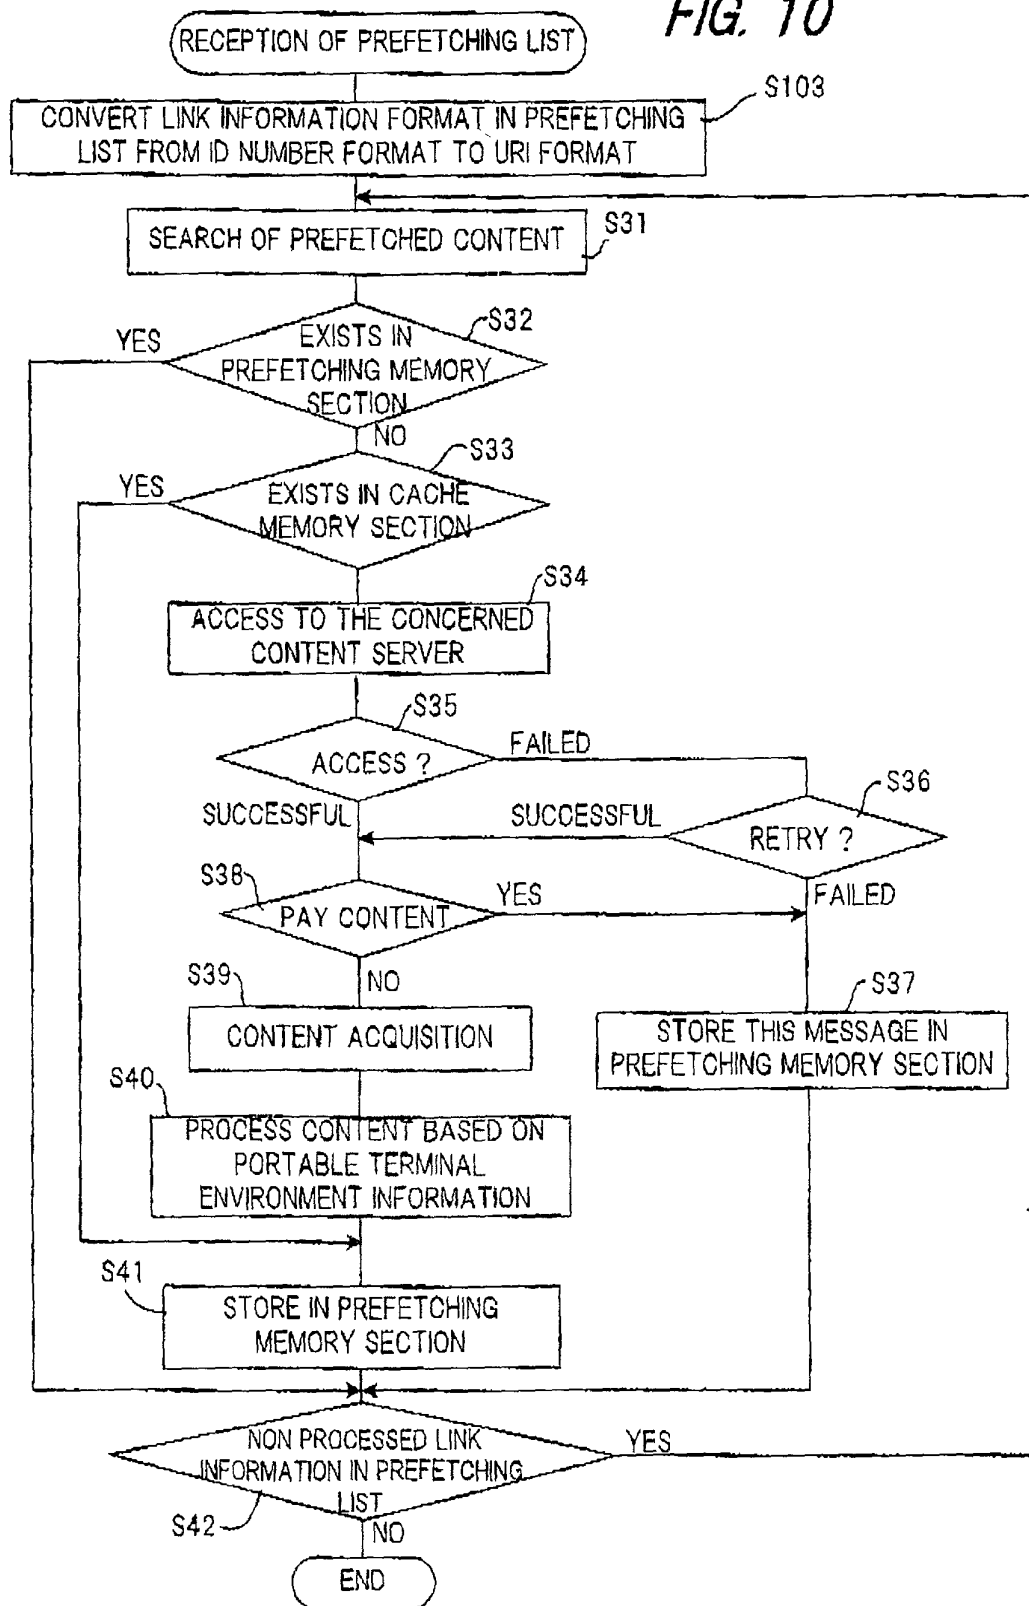 FIG. 10
RECEPTION OF PREFETCHING LIST
S103
CONVERT LINK INFORMATION FORMAT IN PREFETCHING
LIST FROM ID NUMBER FORMAT TO URI FORMAT
S31
SEARCH OF PREFETCHED CONTENT
S32
YES
EXISTS IN
PREFETCHING MEMORY
SECTION
NO
S33
YES
EXISTS IN CACHE
MEMORY SECTION
S34
ACCESS TO THE CONCERNED
CONTENT SERVER
S35
ACCESS ?
FAILED
S36
SUCCESSFUL
SUCCESSFUL
RETRY ?
S38
PAY CONTENT
YES
FAILED
NO
S39
CONTENT ACQUISITION
S37
STORE THIS MESSAGE IN
PREFETCHING MEMORY SECTION
S40
PROCESS CONTENT BASED ON
PORTABLE TERMINAL
ENVIRONMENT INFORMATION
S41
STORE IN PREFETCHING
MEMORY SECTION
NON PROCESSED LINK
INFORMATION IN PREFETCHING
LIST
YES
S42
NO
END